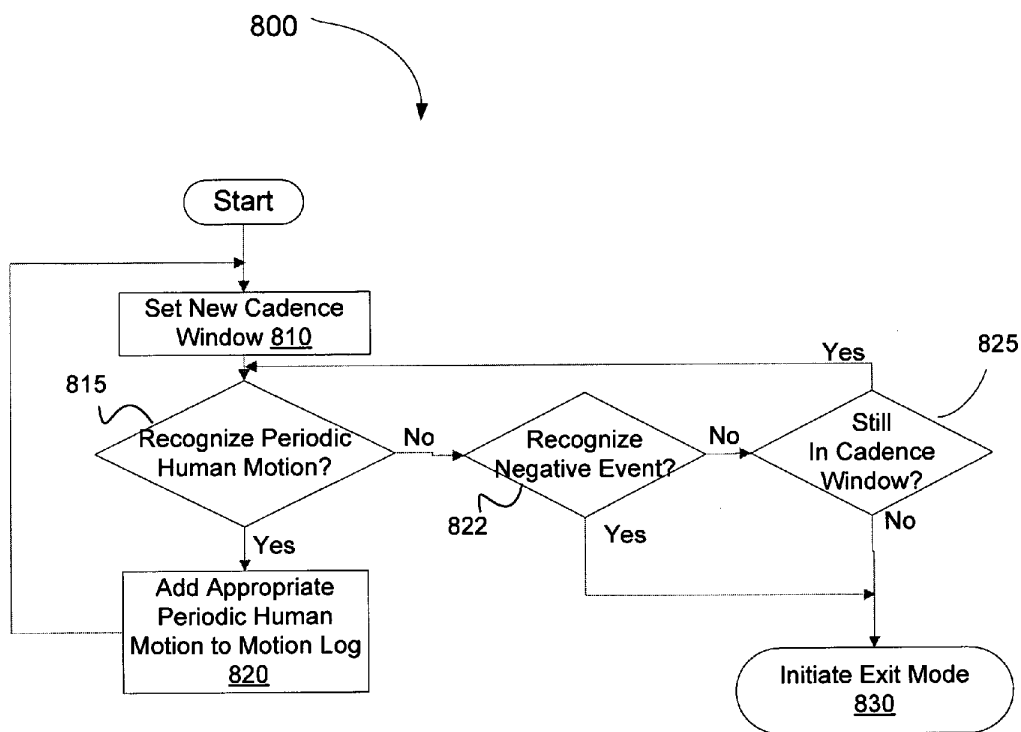 800
Start
Set New Cadence
Window 810
Yes
825
815
Recognize Periodic
Human Motion?
No
Recognize
Negative Event?
No
Still
In Cadence
Window?
822
Yes
Yes
No
Add Appropriate
Periodic Human
Motion to Motion Log
820
Initiate Exit Mode
830